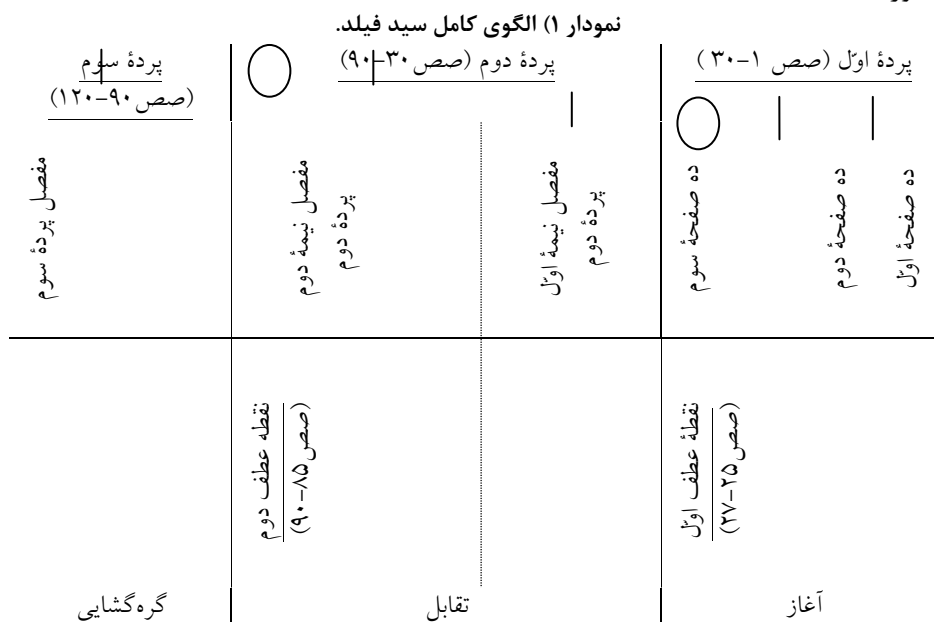 نمودار ۱) الگوی کامل سید فیلد.
پردهٔ اوّل (صص ۱-۳۰ )
پردهٔ دوم (صص ۳۰-۹۰)
پردهٔ سوم
(صص ۹۰-۱۲۰)
ده صفحهٔ اوّل
ده صفحهٔ دوم
ده صفحهٔ سوم
مفصل نیمهٔ اوّل
پردهٔ دوم
مفصل نیمهٔ دوم
پردهٔ دوم
مفصل پردهٔ سوم
نقطهٔ عطف اوّل
(صص ۲۵-۲۷)
نقطه عطف دوم
(صص ۸۵-۹۰)
آغاز
تقابل
گره‌گشایی